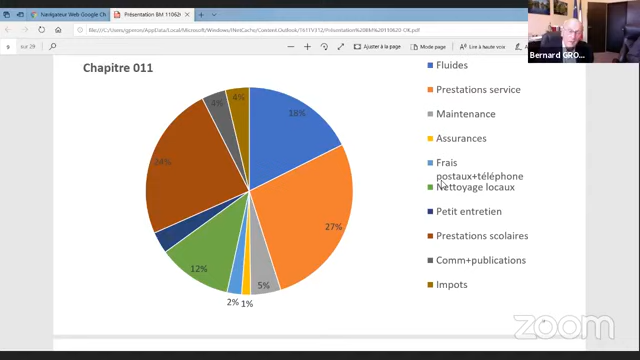 Navigateur Web Google Ch
Présentation BM 11062
9
sur 29
Ajuster à la page
Mode page
Lire à haute voix
Bernard GRO...
Chapitre 011
4%
4%
18%
24%
27%
12%
5%
2%
1%
Fluides
Prestations service
Maintenance
Assurances
Frais
postaux+téléphone
Nettoyage locaux
Petit entretien
Prestations scolaires
Comm+publications
Impots
zoom